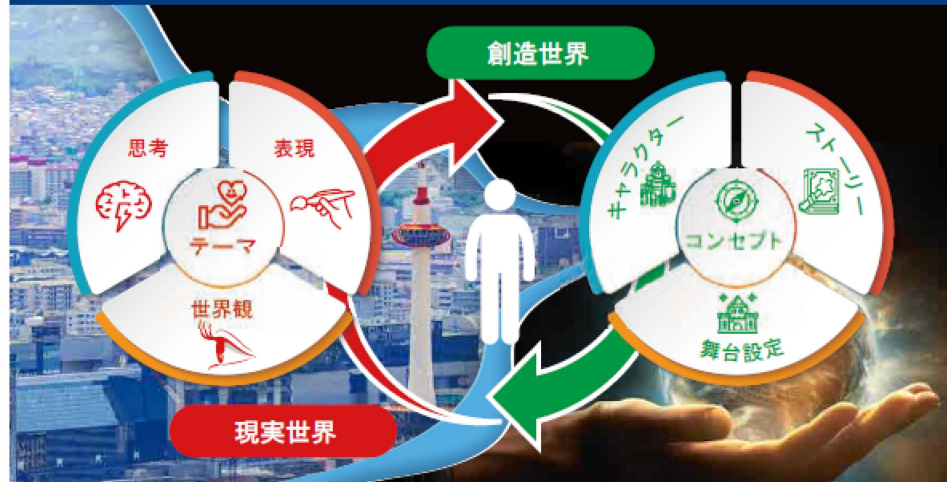 創造世界
思考
表現
テーマ
世界観
現実世界
キャラクター
ストーリー
コンセプト
舞台設定